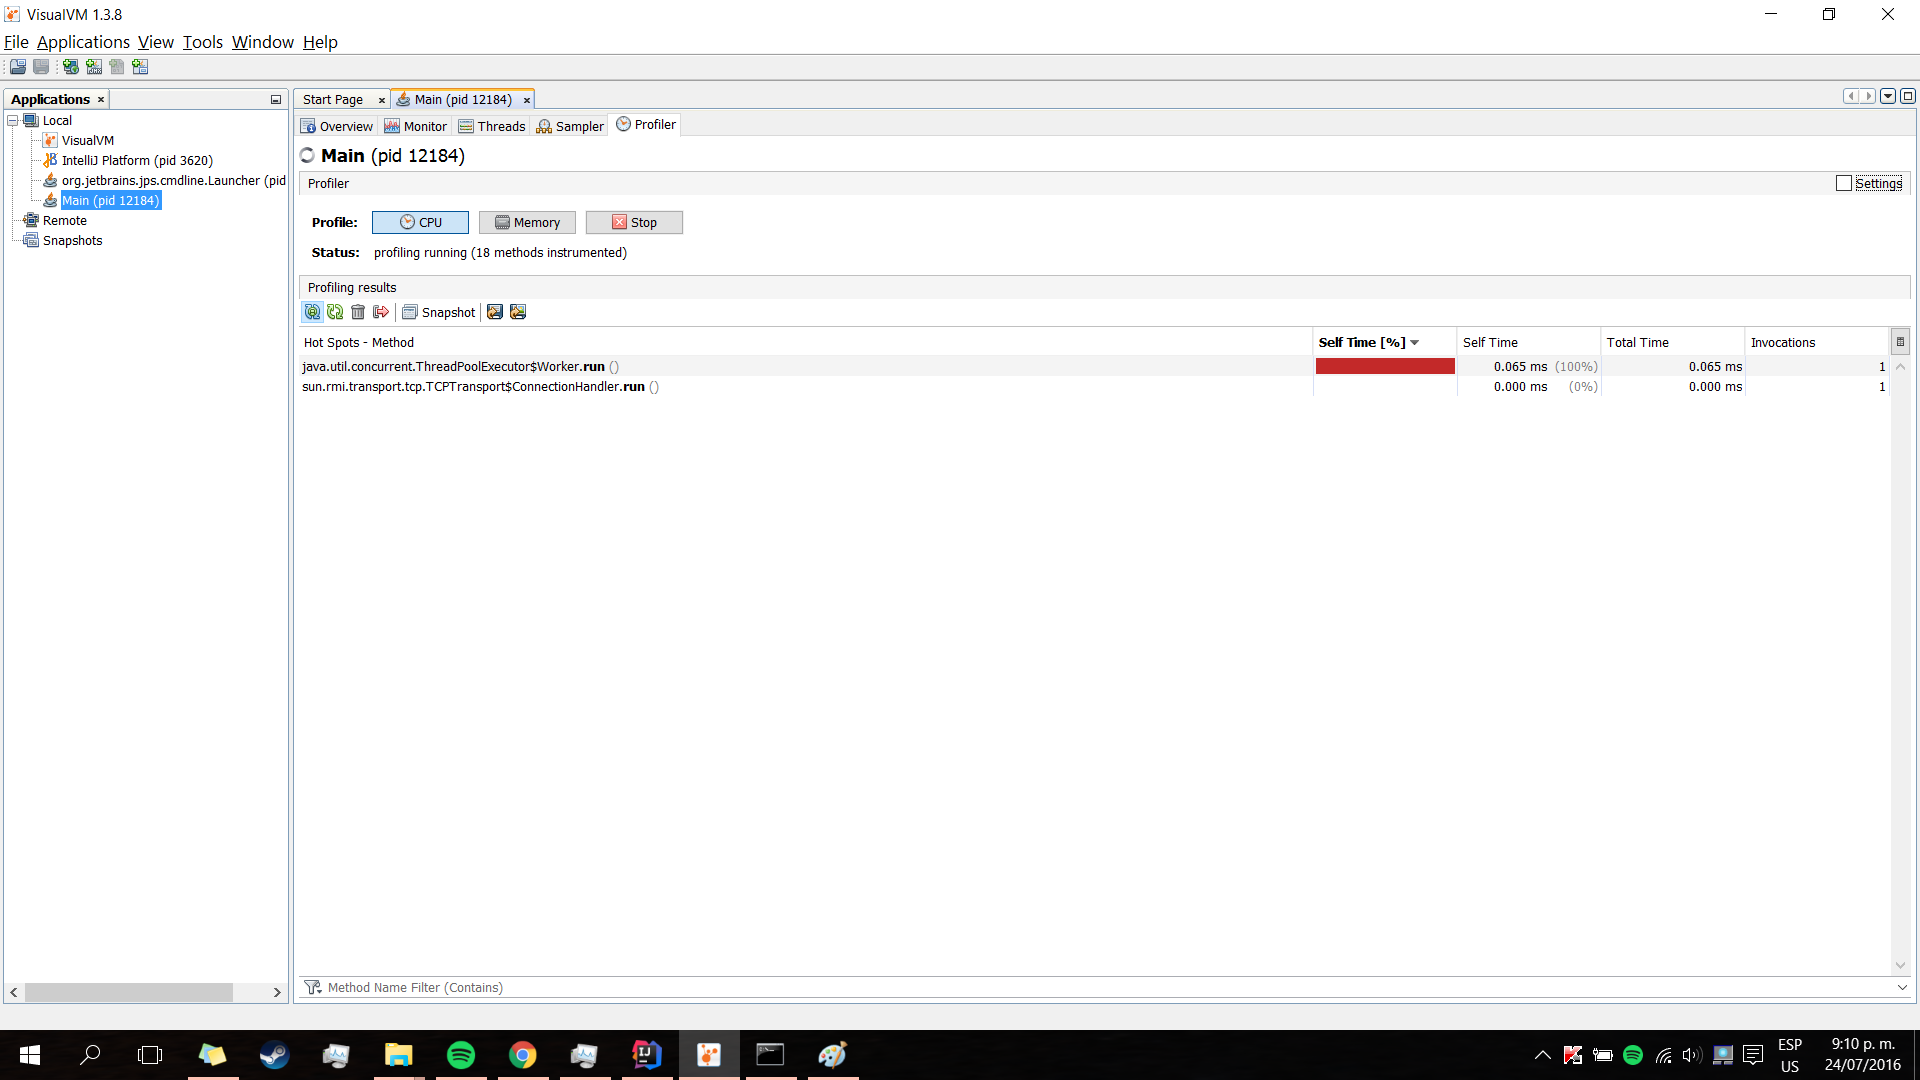 VisualVM 1.3.8
File Applications View Tools Window Help
Applications
Local
VisualVM
IntelliJ Platform (pid 3620)
org.jetbrains.jps.cmdline.Launcher (pid
Main (pid 12184)
Remote
Snapshots
Start Page Main (pid 12184)
Overview Monitor Threads Sampler Profiler
Main (pid 12184)
Profiler Settings
Profile: CPU Memory Stop
Status: profiling running (18 methods instrumented)
Profiling results
Snapshot
Hot Spots - Method Self Time [%] Self Time Total Time Invocations
java.util.concurrent.ThreadPoolExecutor$Worker.run () 0.065 ms (100%) 0.065 ms 1
sun.rmi.transport.tcp.TCPTransport$ConnectionHandler.run () 0.000 ms (0%) 0.000 ms 1
Method Name Filter (Contains)
ESP 9:10 p. m.
US 24/07/2016